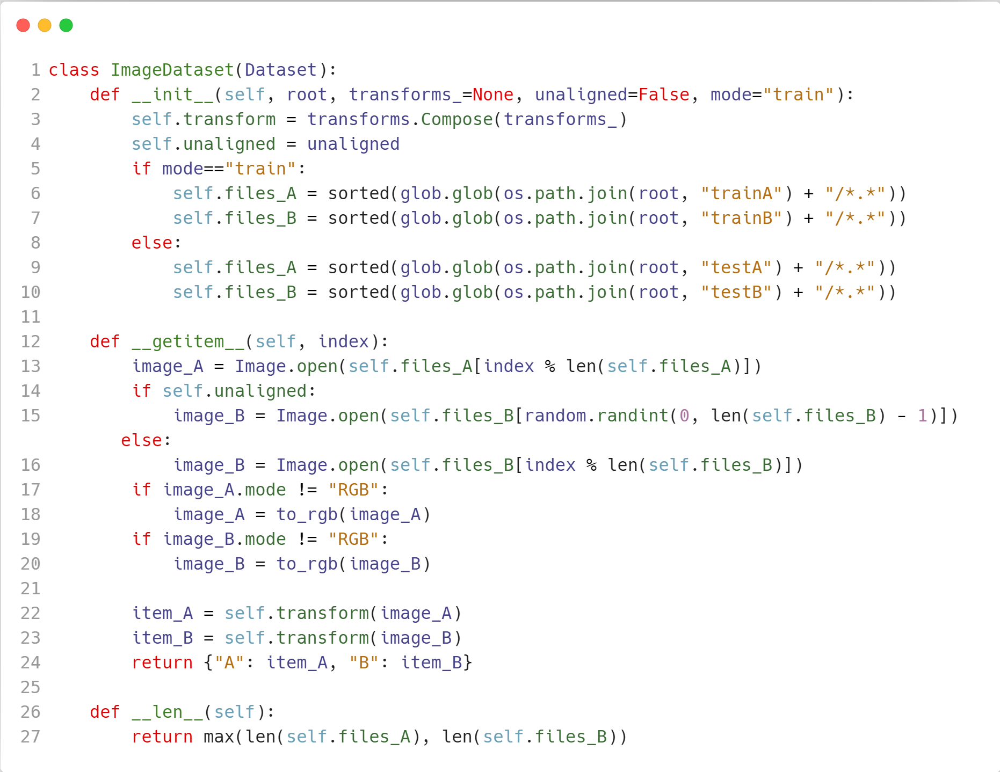 1 class ImageDataset(Dataset):
2     def __init__(self, root, transforms_=None, unaligned=False, mode="train"):
3         self.transform = transforms.Compose(transforms_)
4         self.unaligned = unaligned
5         if mode=="train":
6             self.files_A = sorted(glob.glob(os.path.join(root, "trainA") + "/*.*"))
7             self.files_B = sorted(glob.glob(os.path.join(root, "trainB") + "/*.*"))
8         else:
9             self.files_A = sorted(glob.glob(os.path.join(root, "testA") + "/*.*"))
10             self.files_B = sorted(glob.glob(os.path.join(root, "testB") + "/*.*"))
11
12     def __getitem__(self, index):
13         image_A = Image.open(self.files_A[index % len(self.files_A)])
14         if self.unaligned:
15             image_B = Image.open(self.files_B[random.randint(0, len(self.files_B) - 1)])
       else:
16             image_B = Image.open(self.files_B[index % len(self.files_B)])
17         if image_A.mode != "RGB":
18             image_A = to_rgb(image_A)
19         if image_B.mode != "RGB":
20             image_B = to_rgb(image_B)
21
22         item_A = self.transform(image_A)
23         item_B = self.transform(image_B)
24         return {"A": item_A, "B": item_B}
25
26     def __len__(self):
27         return max(len(self.files_A), len(self.files_B))